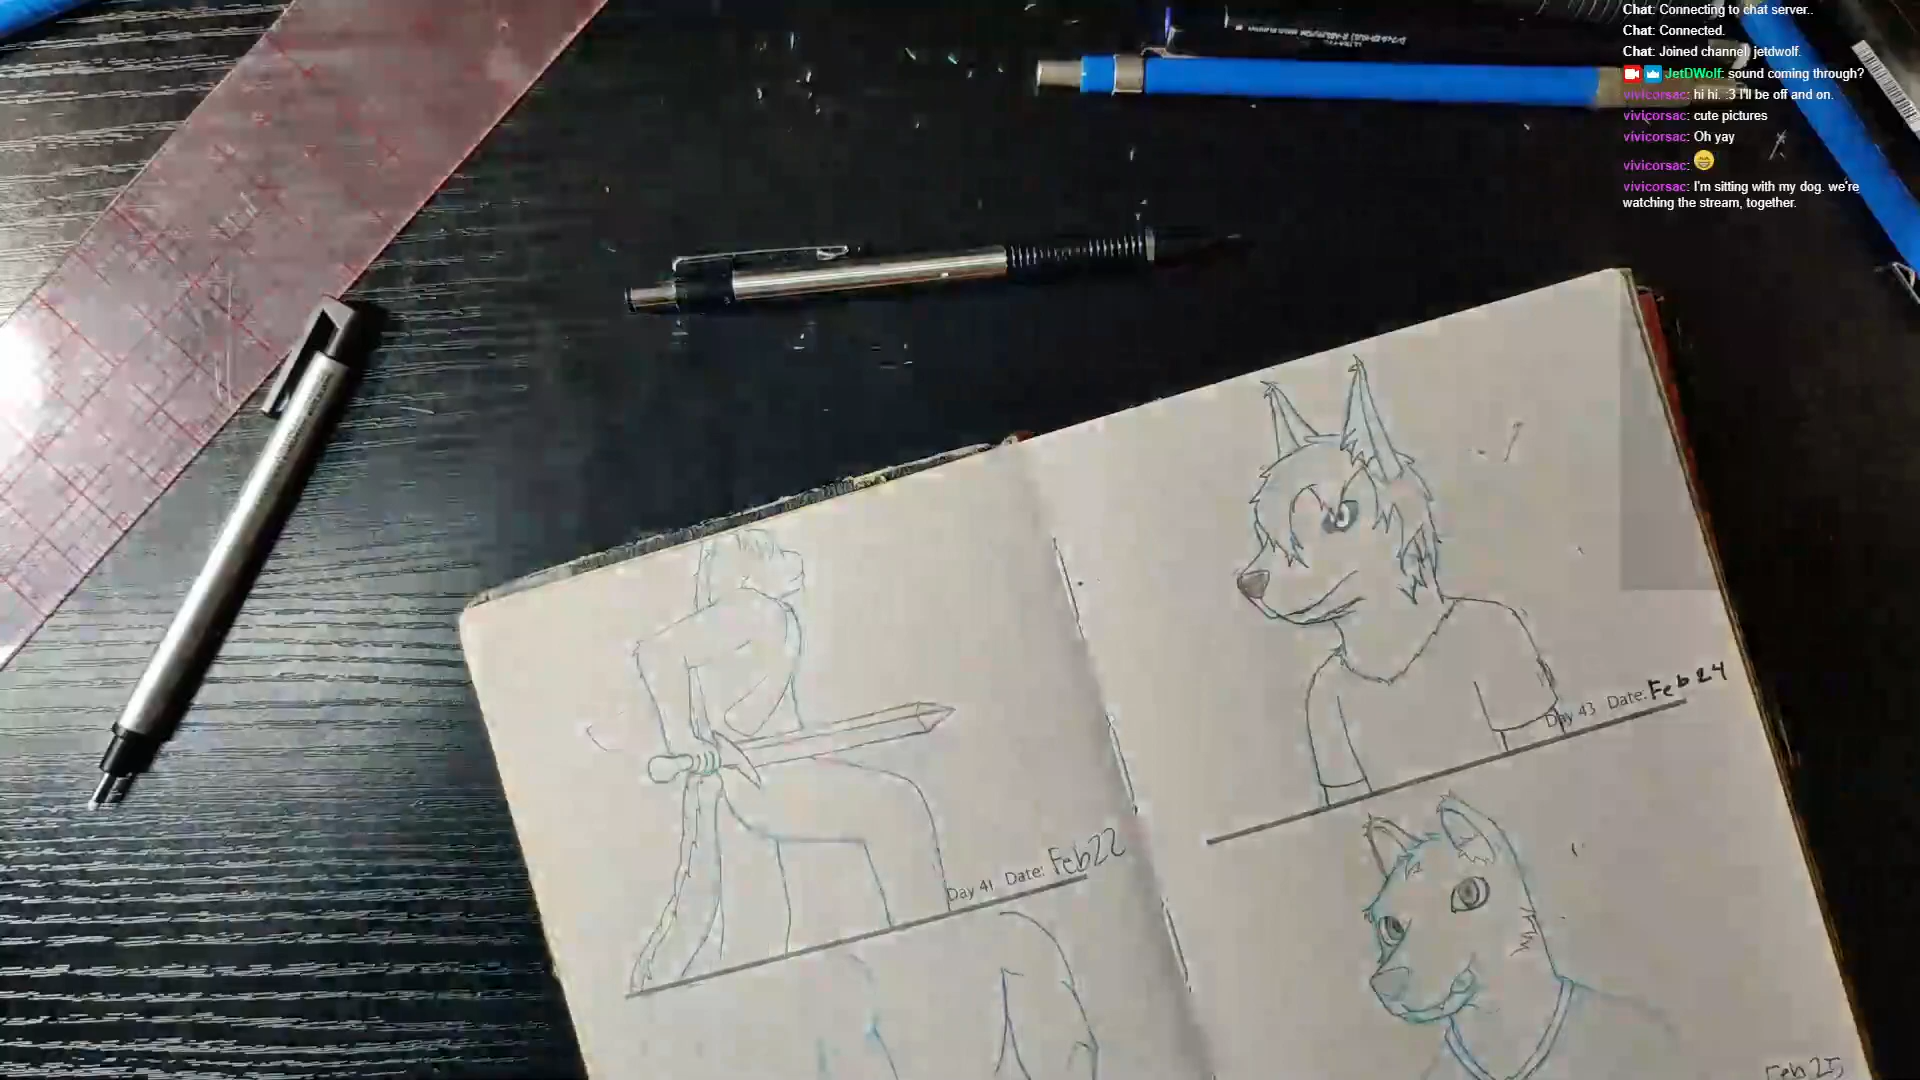 Chat: Connecting to chat server..
Chat: Connected.
Chat: Joined channel: jetdwolf.
JetDWolf: sound coming through?
vivicorsac: hi hi. :3 I'll be off and on.
vivicorsac: cute pictures
vivicorsac: Oh yay
vivicorsac: 😄
vivicorsac: I'm sitting with my dog. we're
watching the stream, together.
Day 43 Date: Feb 24
Day 41 Date: Feb 22
Feb 25